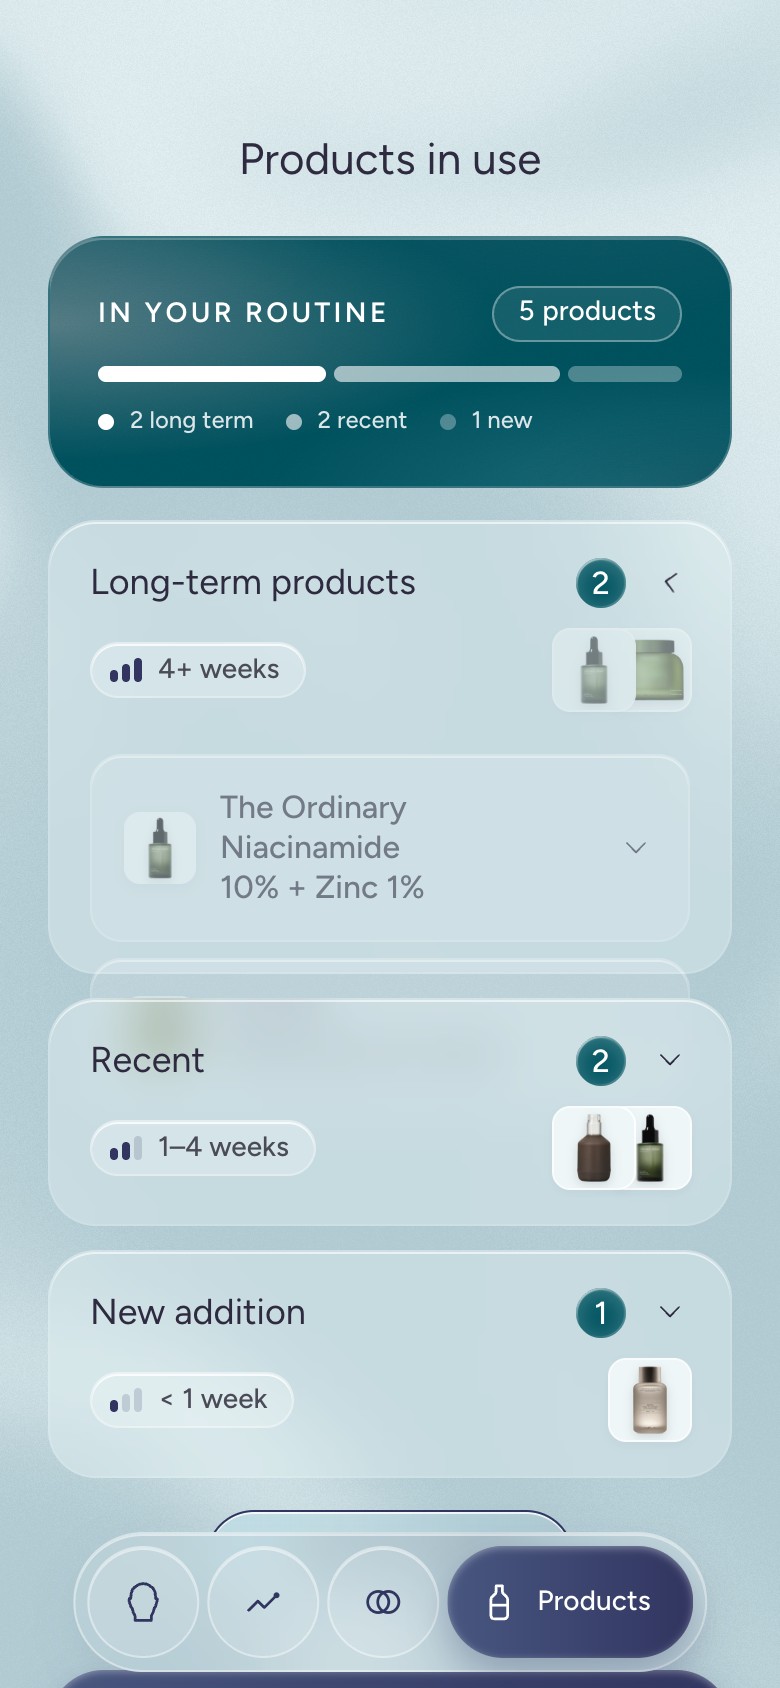 Products in use
IN YOUR ROUTINE
5 products
2 long term
2 recent
1 new
Long-term products
2
4+ weeks
The Ordinary
Niacinamide
10% + Zinc 1%
Recent
2
1–4 weeks
New addition
1
< 1 week
Products